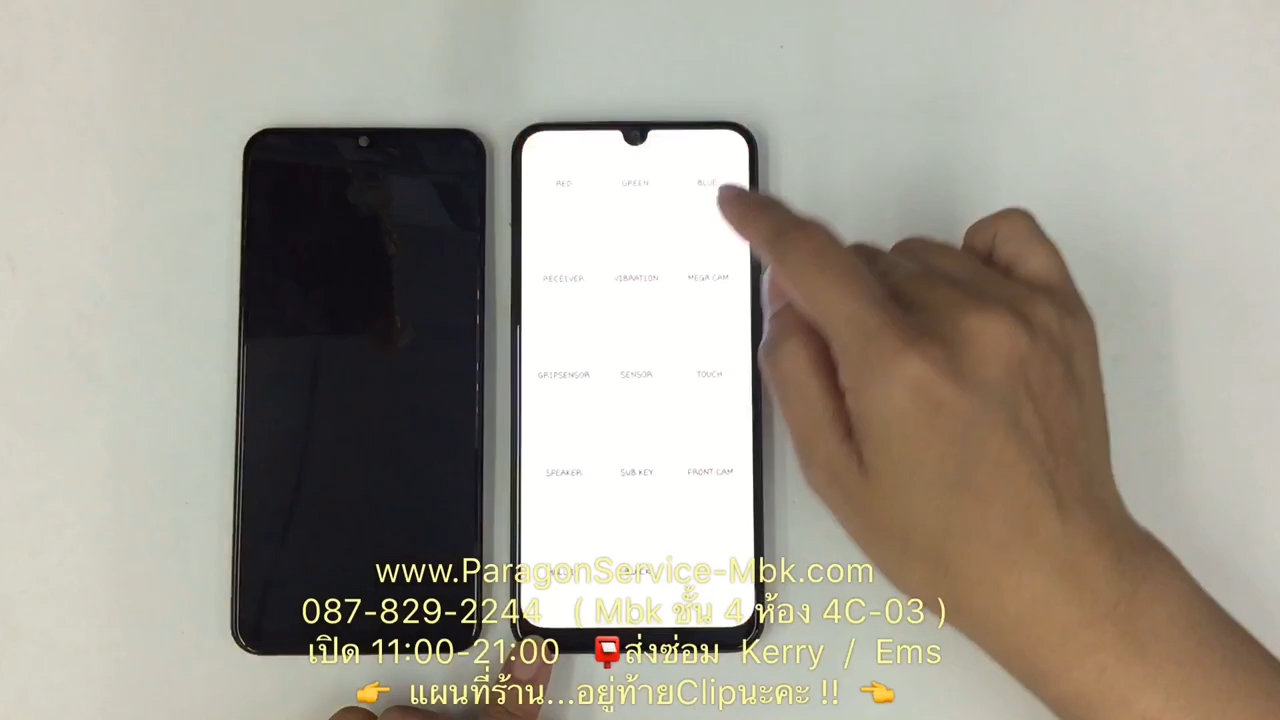 RED GREEN BLUE
RECEIVER VIBRATION MEGA CAM
GRIPSENSOR SENSOR TOUCH
SPEAKER SUB KEY FRONT CAM
www.ParagonService-Mbk.com
087-829-2244 ( Mbk ชั้น 4 ห้อง 4C-03 )
เปิด 11:00-21:00 📮ส่งซ่อม Kerry / Ems
👉 แผนที่ร้าน...อยู่ท้ายClipนะคะ !! 👈